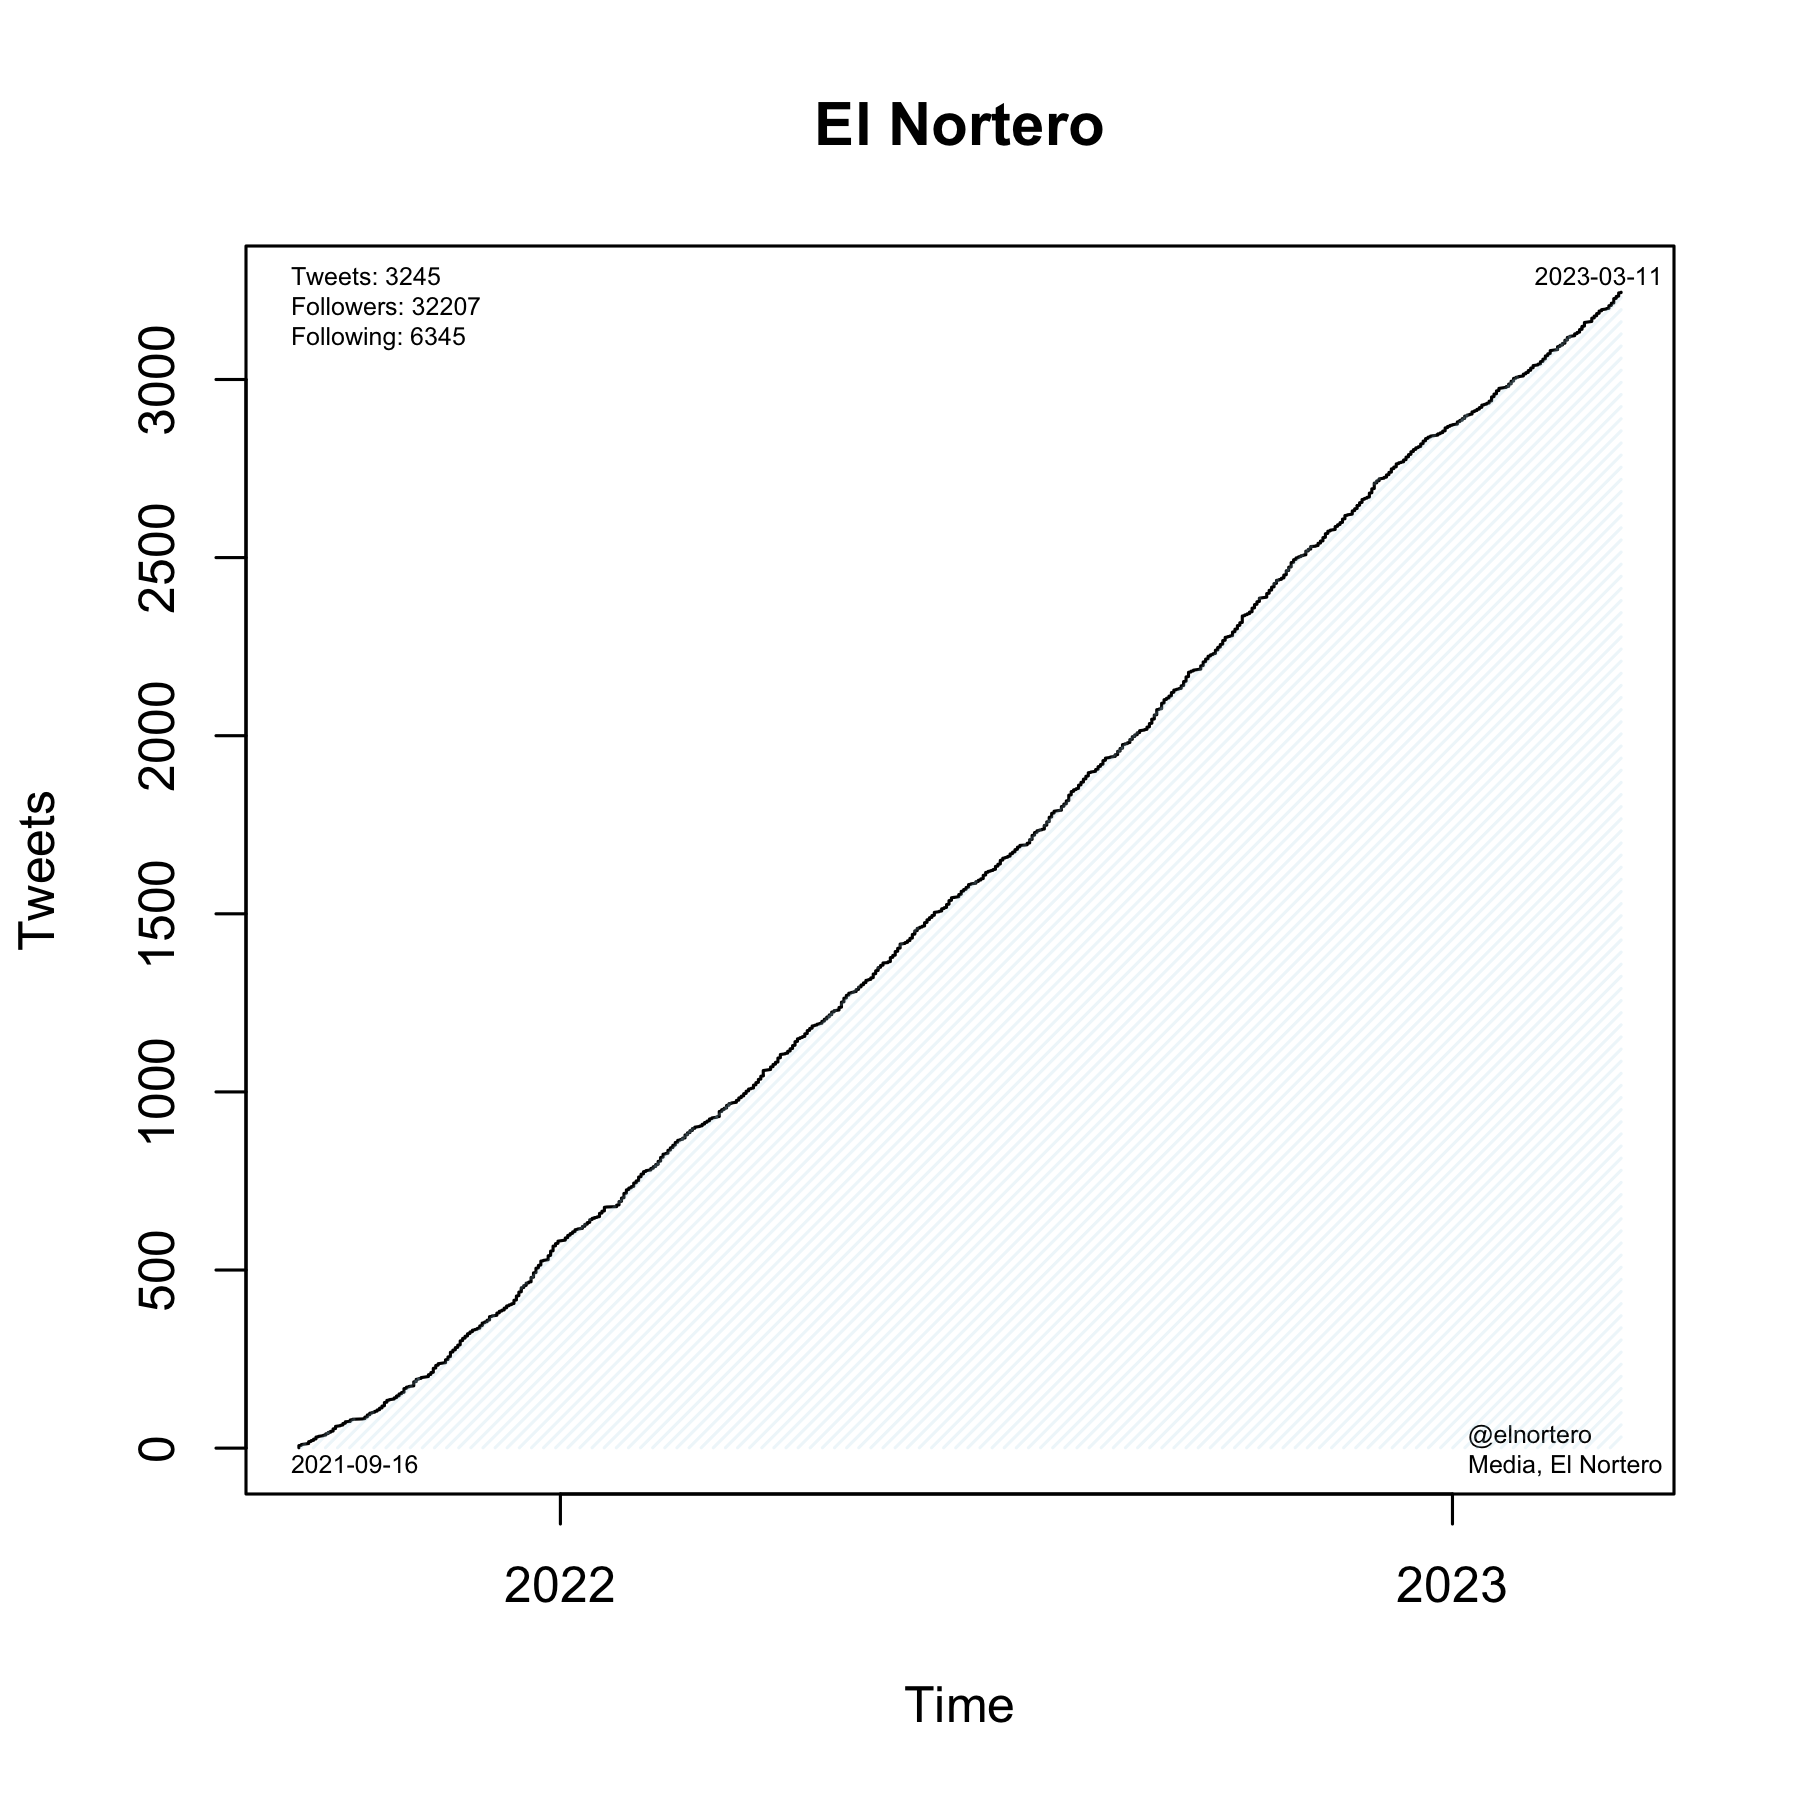 El Nortero
Tweets: 3245
Followers: 32207
Following: 6345
2023-03-11
Tweets
3000
2500
2000
1500
1000
500
0
2021-09-16
@elnortero
Media, El Nortero
2022
2023
Time